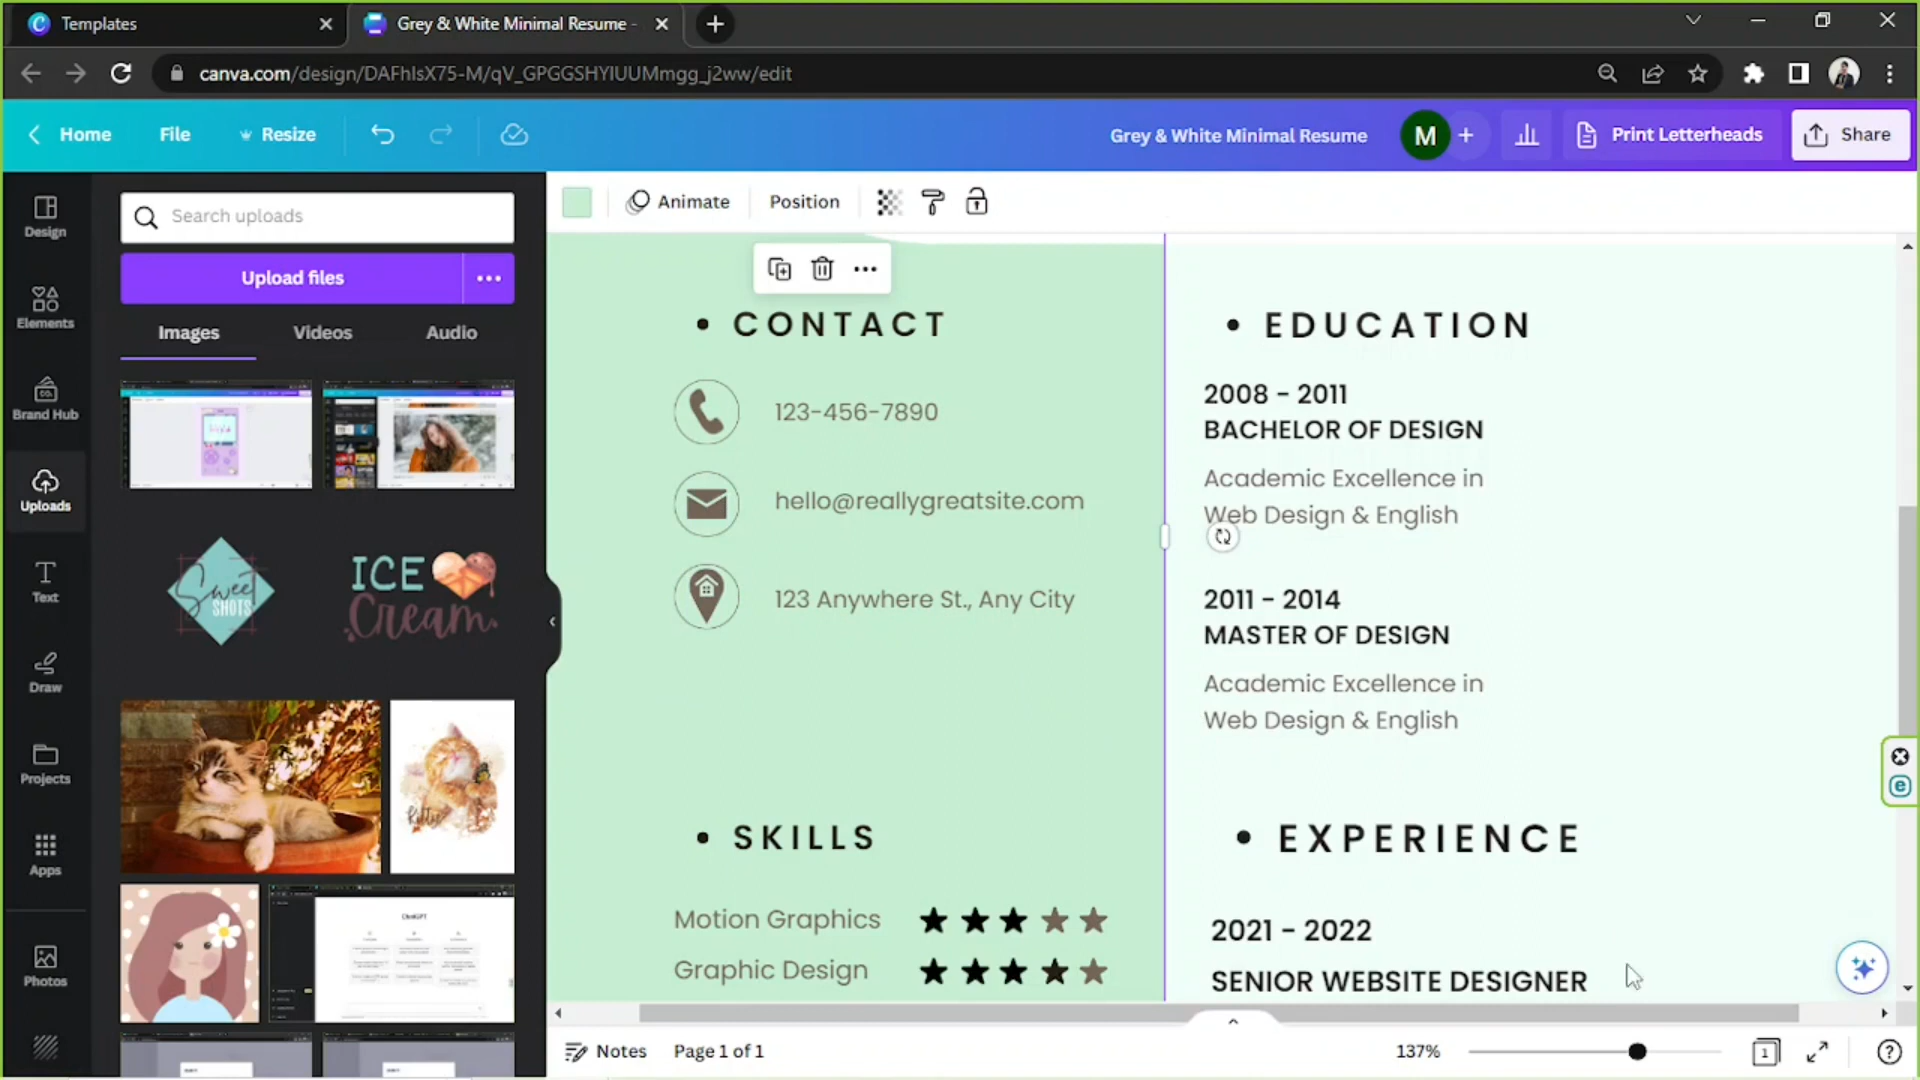 Templates
Grey & White Minimal Resume -
canva.com/design/DAFhIsX75-M/qV_GPGGSHYIUUMmgg_j2ww/edit
Home
File
Resize
Grey & White Minimal Resume
M
Print Letterheads
Share
Design
Elements
Brand Hub
Uploads
Text
Draw
Projects
Apps
Photos
Search uploads
Upload files
Images
Videos
Audio
Sweet
SHOTS
ICE
Cream
Kitty
ChatGPT
Animate
Position
• CONTACT
123-456-7890
hello@reallygreatsite.com
123 Anywhere St., Any City
• SKILLS
Motion Graphics
Graphic Design
• EDUCATION
2008 - 2011
BACHELOR OF DESIGN
Academic Excellence in
Web Design & English
2011 - 2014
MASTER OF DESIGN
Academic Excellence in
Web Design & English
• EXPERIENCE
2021 - 2022
SENIOR WEBSITE DESIGNER
Notes
Page 1 of 1
137%
1